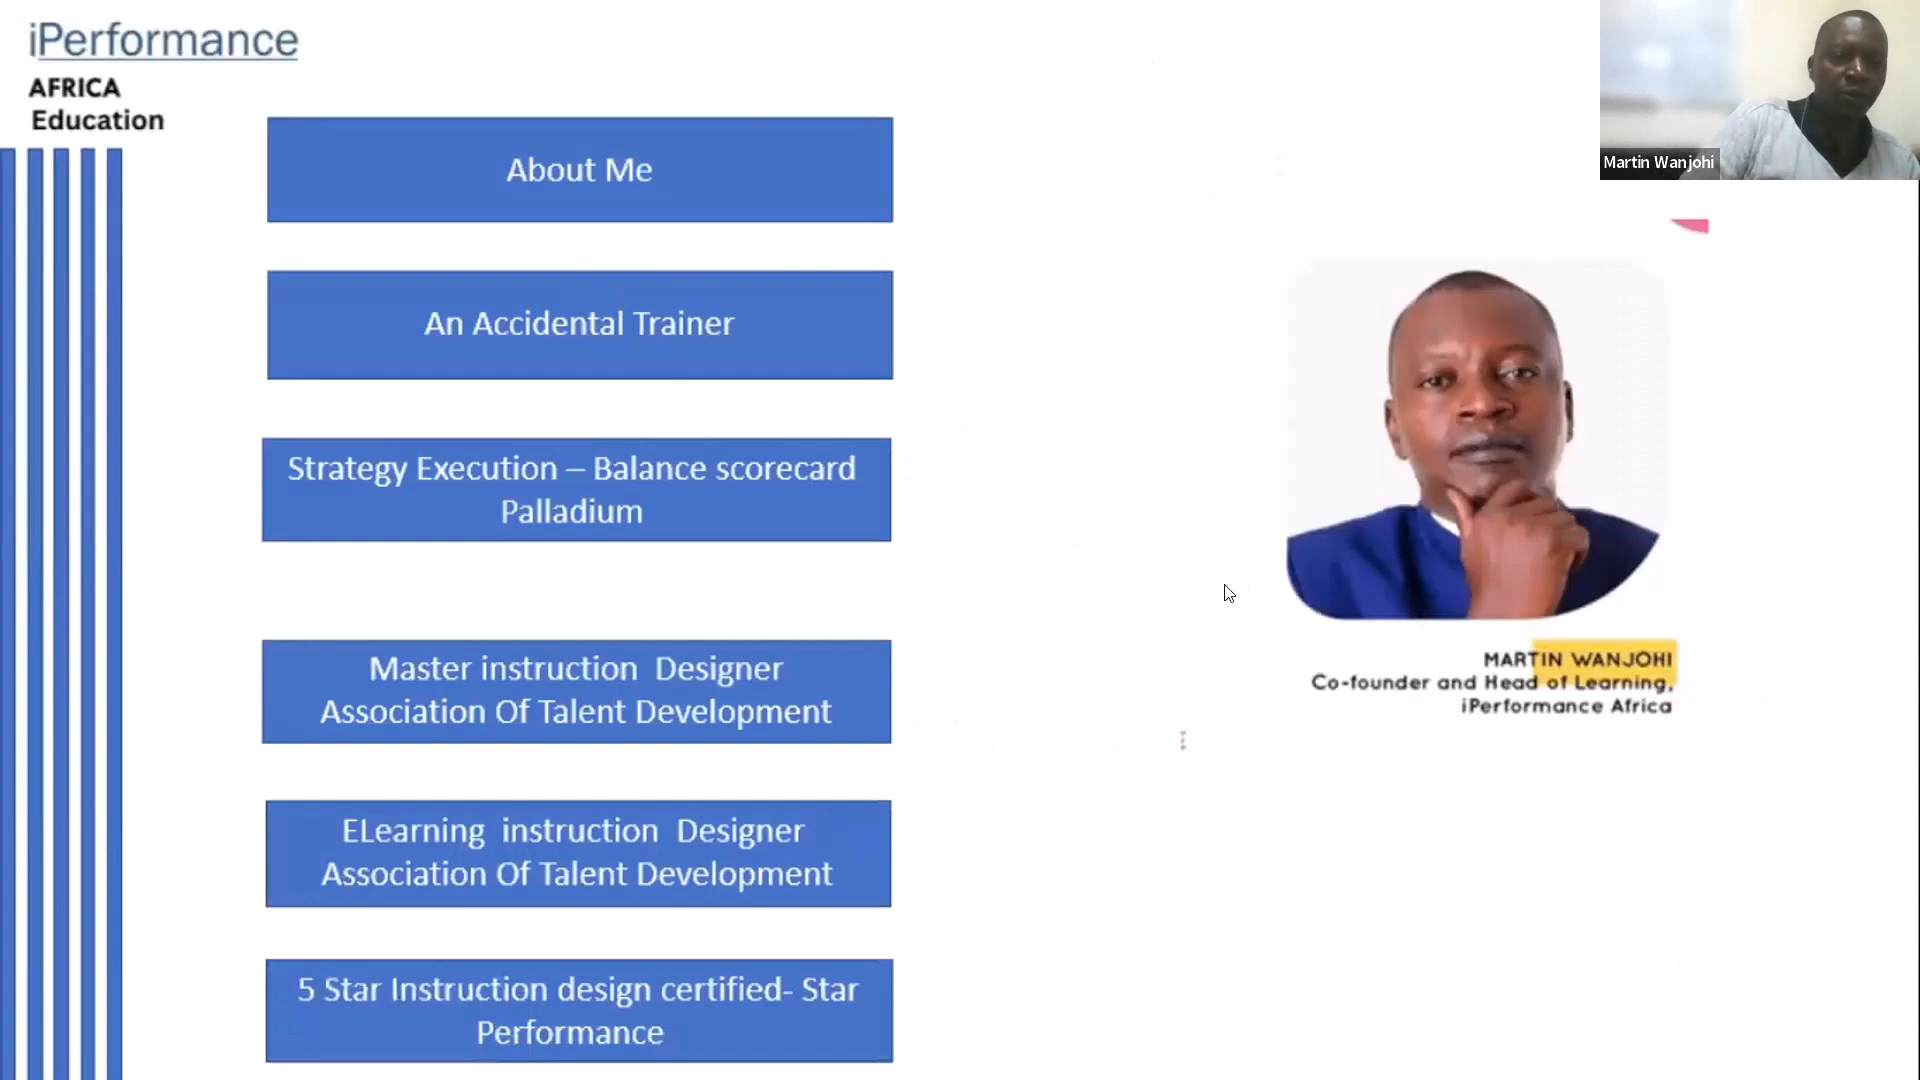 iPerformance
AFRICA
Education
About Me
An Accidental Trainer
Strategy Execution – Balance scorecard
Palladium
Master instruction  Designer
Association Of Talent Development
ELearning  instruction  Designer
Association Of Talent Development
5 Star Instruction design certified- Star
Performance
Martin Wanjohi
MARTIN WANJOHI
Co-founder and Head of Learning,
iPerformance Africa